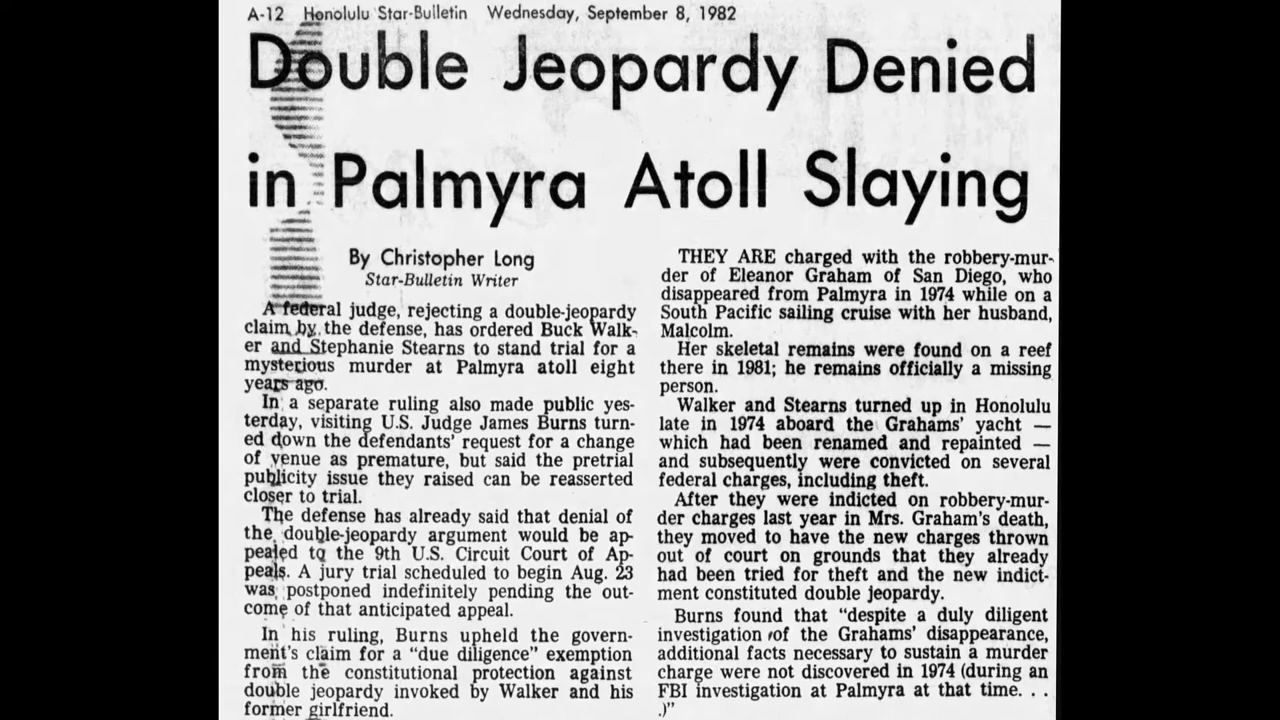 A-12 Honolulu Star-Bulletin Wednesday, September 8, 1982
Double Jeopardy Denied
in Palmyra Atoll Slaying
By Christopher Long
Star-Bulletin Writer
A federal judge, rejecting a double-jeopardy
claim by the defense, has ordered Buck Walk-
er and Stephanie Stearns to stand trial for a
mysterious murder at Palmyra atoll eight
years ago.
In a separate ruling also made public yes-
terday, visiting U.S. Judge James Burns turn-
ed down the defendants' request for a change
of venue as premature, but said the pretrial
publicity issue they raised can be reasserted
closer to trial.
The defense has already said that denial of
the double-jeopardy argument would be ap-
pealed to the 9th U.S. Circuit Court of Ap-
peals. A jury trial scheduled to begin Aug. 23
was postponed indefinitely pending the out-
come of that anticipated appeal.
In his ruling, Burns upheld the govern-
ment's claim for a "due diligence" exemption
from the constitutional protection against
double jeopardy invoked by Walker and his
former girlfriend.
THEY ARE charged with the robbery-mur-
der of Eleanor Graham of San Diego, who
disappeared from Palmyra in 1974 while on a
South Pacific sailing cruise with her husband,
Malcolm.
Her skeletal remains were found on a reef
there in 1981; he remains officially a missing
person.
Walker and Stearns turned up in Honolulu
late in 1974 aboard the Grahams' yacht —
which had been renamed and repainted —
and subsequently were convicted on several
federal charges, including theft.
After they were indicted on robbery-mur-
der charges last year in Mrs. Graham's death,
they moved to have the new charges thrown
out of court on grounds that they already
had been tried for theft and the new indict-
ment constituted double jeopardy.
Burns found that "despite a duly diligent
investigation of the Grahams' disappearance,
additional facts necessary to sustain a murder
charge were not discovered in 1974 (during an
FBI investigation at Palmyra at that time. . .
.)"